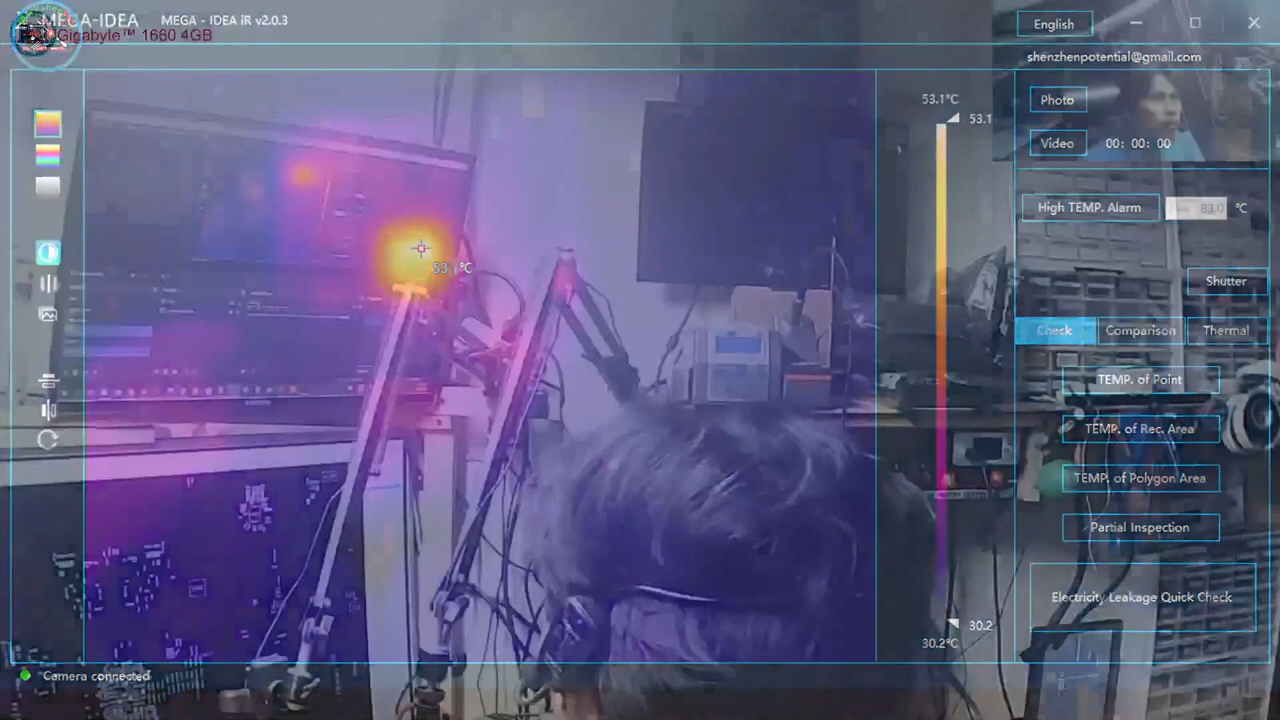 MEGA-IDEA
MEGA - IDEA iR v2.0.3
English
Gigabyte™ 1660 4GB
shenzhenpotential@gmail.com
53.1°C
53.1
Photo
Video
00: 00: 00
High TEMP. Alarm
83.0
°C
Shutter
Check
Comparison
Thermal
TEMP. of Point
TEMP. of Rec. Area
TEMP. of Polygon Area
Partial Inspection
Electricity Leakage Quick Check
30.2
30.2°C
Camera connected